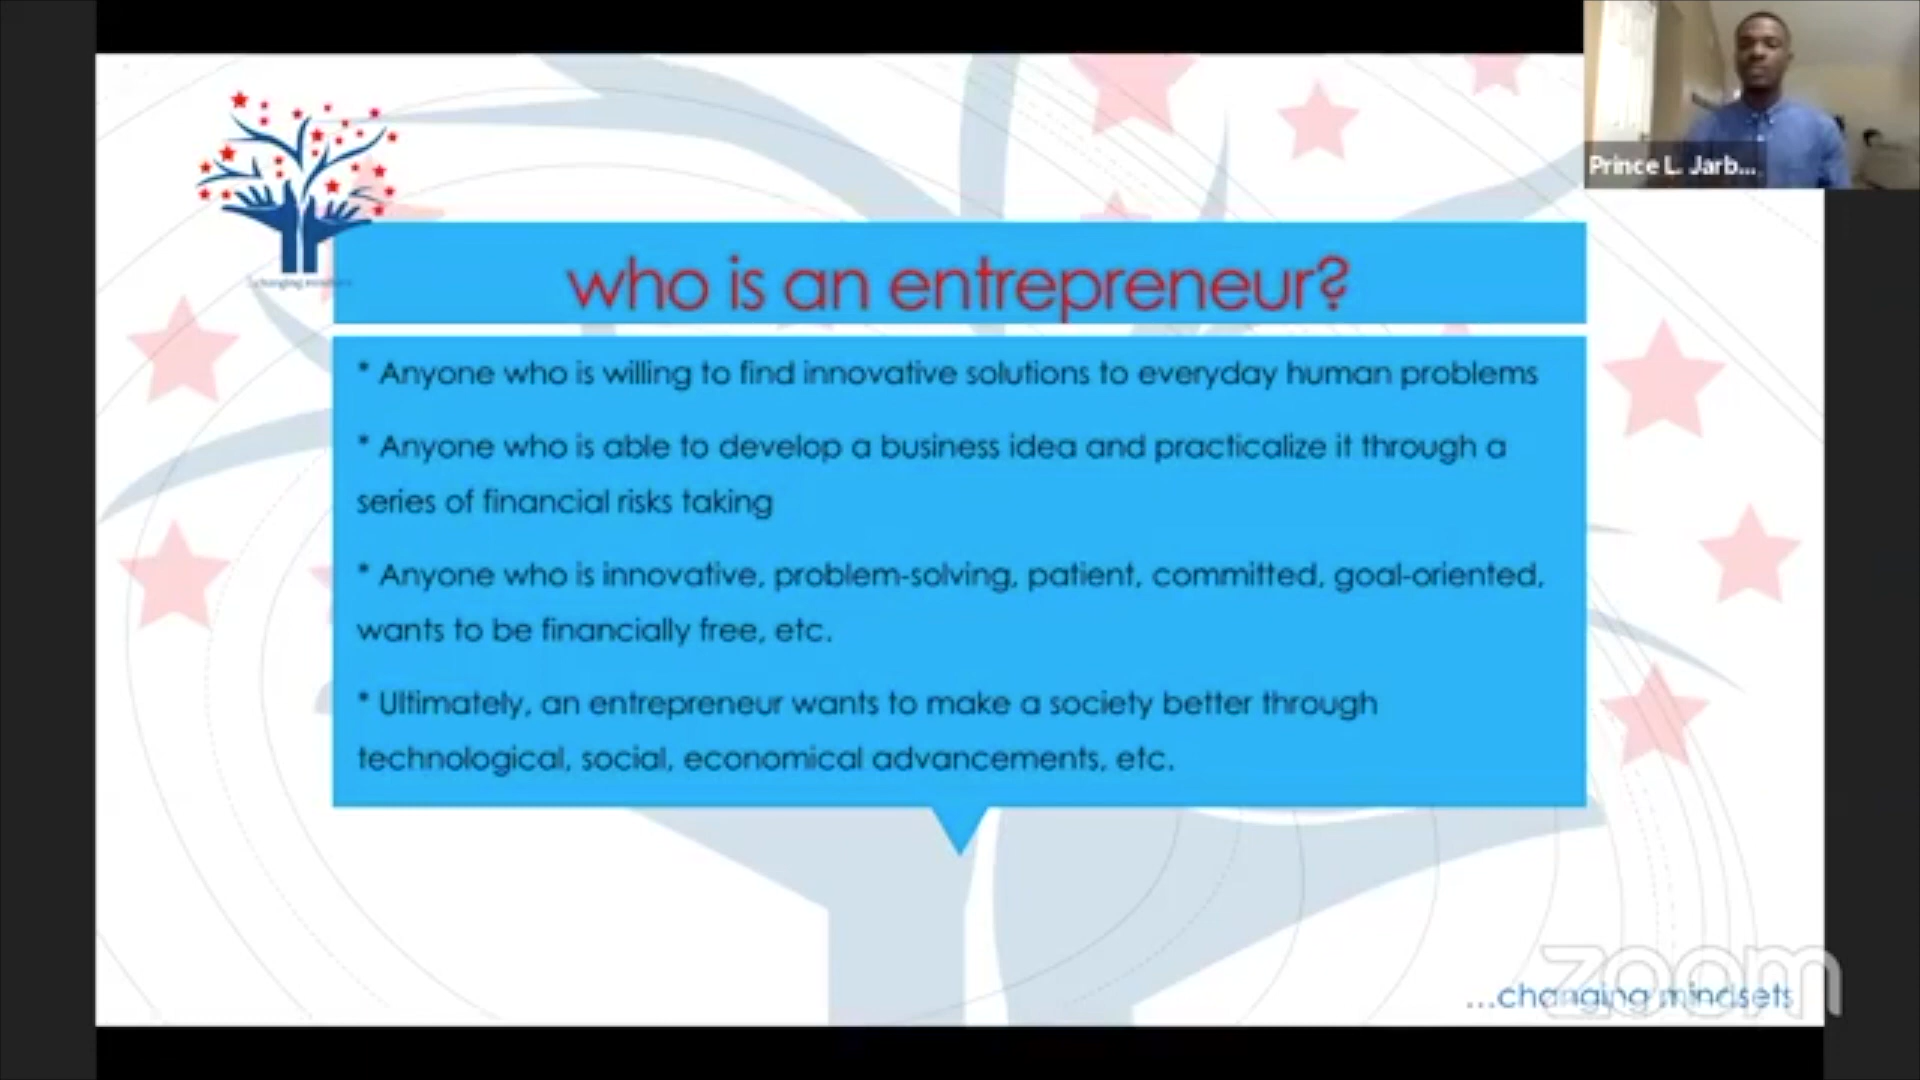 Prince L. Jarb...
who is an entrepreneur?
* Anyone who is willing to find innovative solutions to everyday human problems
* Anyone who is able to develop a business idea and practicalize it through a
series of financial risks taking
* Anyone who is innovative, problem-solving, patient, committed, goal-oriented,
wants to be financially free, etc.
* Ultimately, an entrepreneur wants to make a society better through
technological, social, economical advancements, etc.
zoom
...changing mindsets